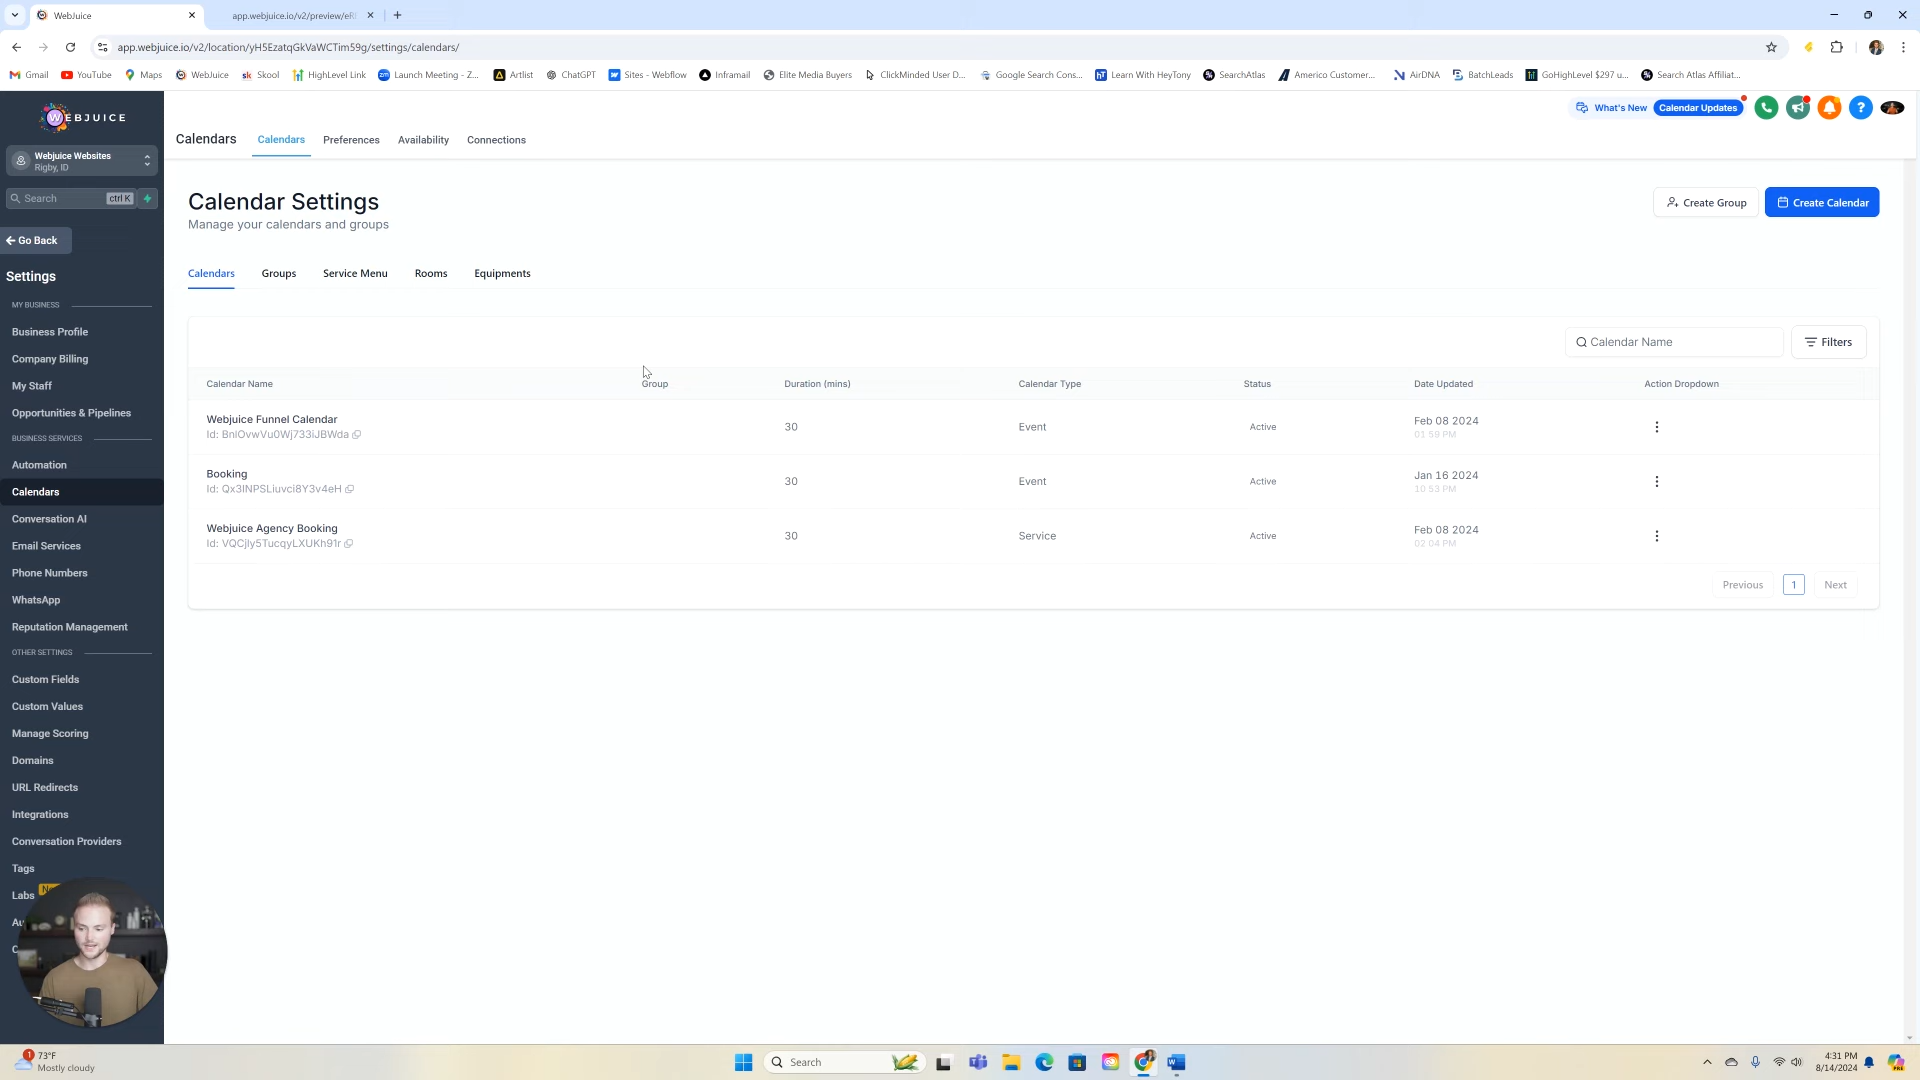 WebJuice
app.webjuice.io/v2/preview/eRl
app.webjuice.io/v2/location/yH5EzatqGkVaWCTim59g/settings/calendars/
Gmail YouTube Maps WebJuice Skool HighLevel Link Launch Meeting - Z... Artlist ChatGPT Sites - Webflow Inframail Elite Media Buyers ClickMinded User D... Google Search Cons... Learn With HeyTony SearchAtlas Americo Customer... AirDNA BatchLeads GoHighLevel $297 u... Search Atlas Affiliat...
WEBJUICE
What's New Calendar Updates
Calendars Calendars Preferences Availability Connections
Webjuice Websites
Rigby, ID
Search ctrl K
Go Back
Settings
MY BUSINESS
Business Profile
Company Billing
My Staff
Opportunities & Pipelines
BUSINESS SERVICES
Automation
Calendars
Conversation AI
Email Services
Phone Numbers
WhatsApp
Reputation Management
OTHER SETTINGS
Custom Fields
Custom Values
Manage Scoring
Domains
URL Redirects
Integrations
Conversation Providers
Tags
Labs
Calendar Settings
Manage your calendars and groups
Create Group Create Calendar
Calendars Groups Service Menu Rooms Equipments
Calendar Name Filters
Calendar Name Group Duration (mins) Calendar Type Status Date Updated Action Dropdown
Webjuice Funnel Calendar 30 Event Active Feb 08 2024
Id: BnlOvwVu0Wj733iJBWda 01 59 PM
Booking 30 Event Active Jan 16 2024
Id: Qx3INPSLiuvci8Y3v4eH 10 53 PM
Webjuice Agency Booking 30 Service Active Feb 08 2024
Id: VQCjly5TucqyLXUKh91r 02 04 PM
Previous 1 Next
1 73°F
Mostly cloudy
Search
4:31 PM
8/14/2024